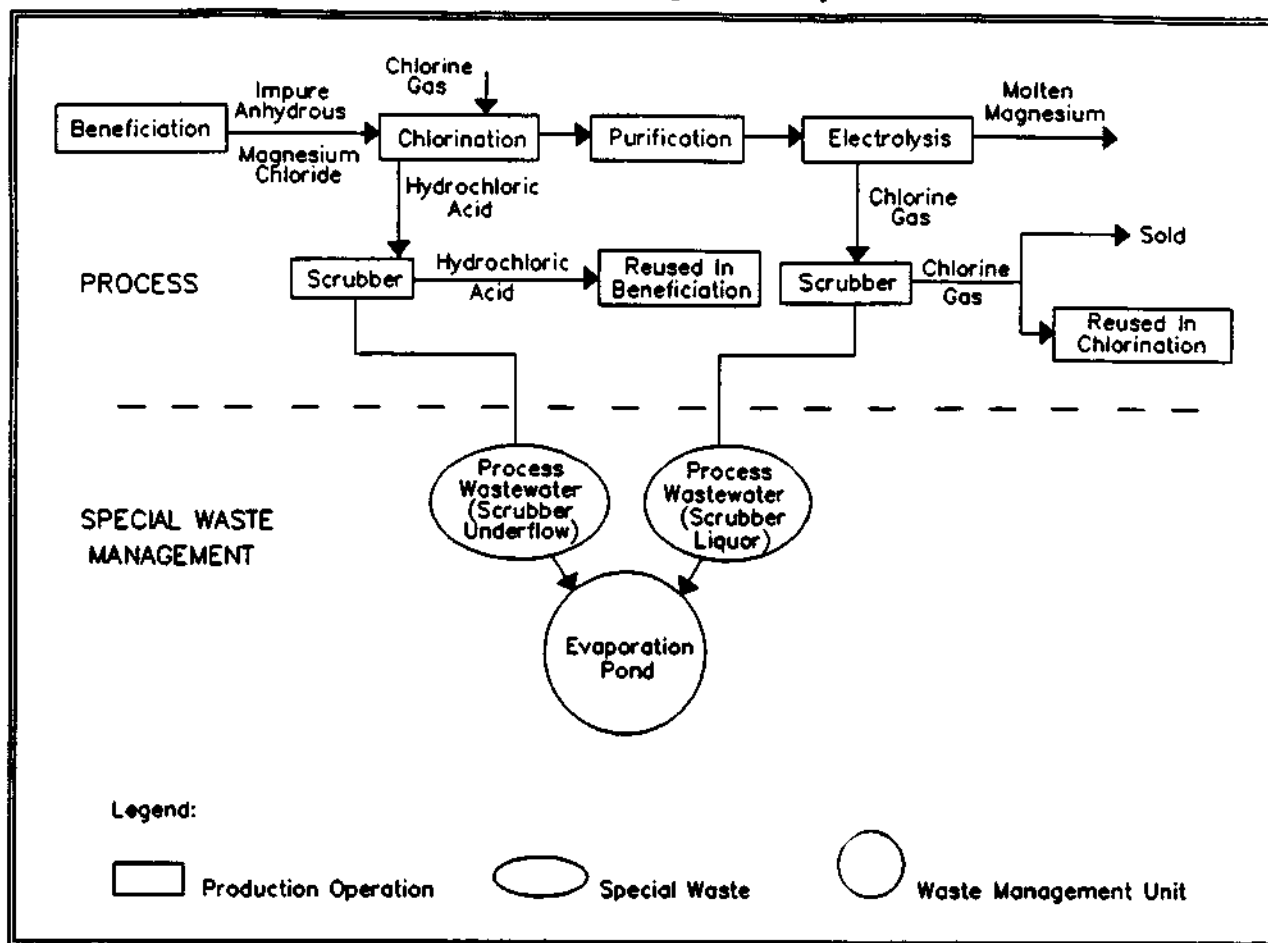 Chlorine
Gas
Impure
Anhydrous
Molten
Magnesium
Beneficiation
Chlorination
Purification
Electrolysis
Magnesium
Chloride
Hydrochloric
Acid
Chlorine
Gas
Sold
PROCESS
Scrubber
Hydrochloric
Acid
Reused In
Beneficiation
Scrubber
Chlorine
Gas
Reused In
Chlorination
Process
Wastewater
(Scrubber
Underflow)
Process
Wastewater
(Scrubber
Liquor)
SPECIAL WASTE
MANAGEMENT
Evaporation
Pond
Legend:
Production Operation
Special Waste
Waste Management Unit